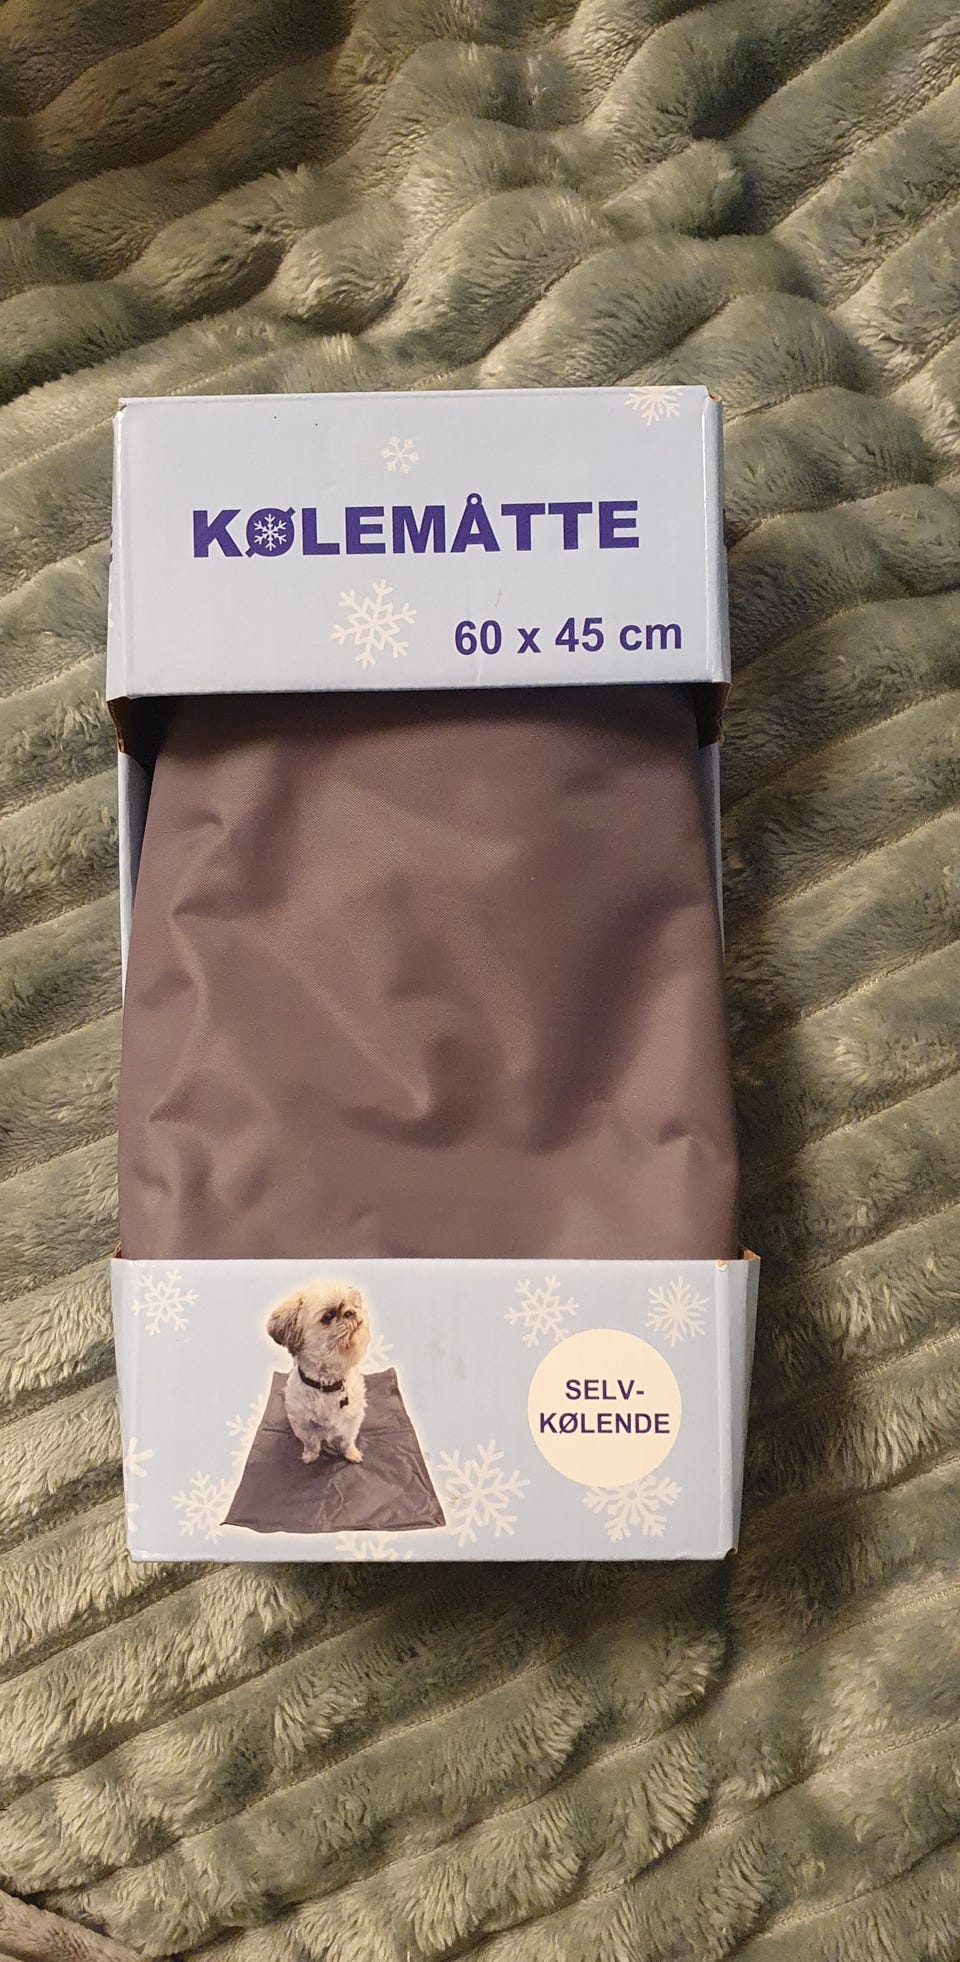 KØLEMÅTTE
60 x 45 cm
SELV-
KØLENDE